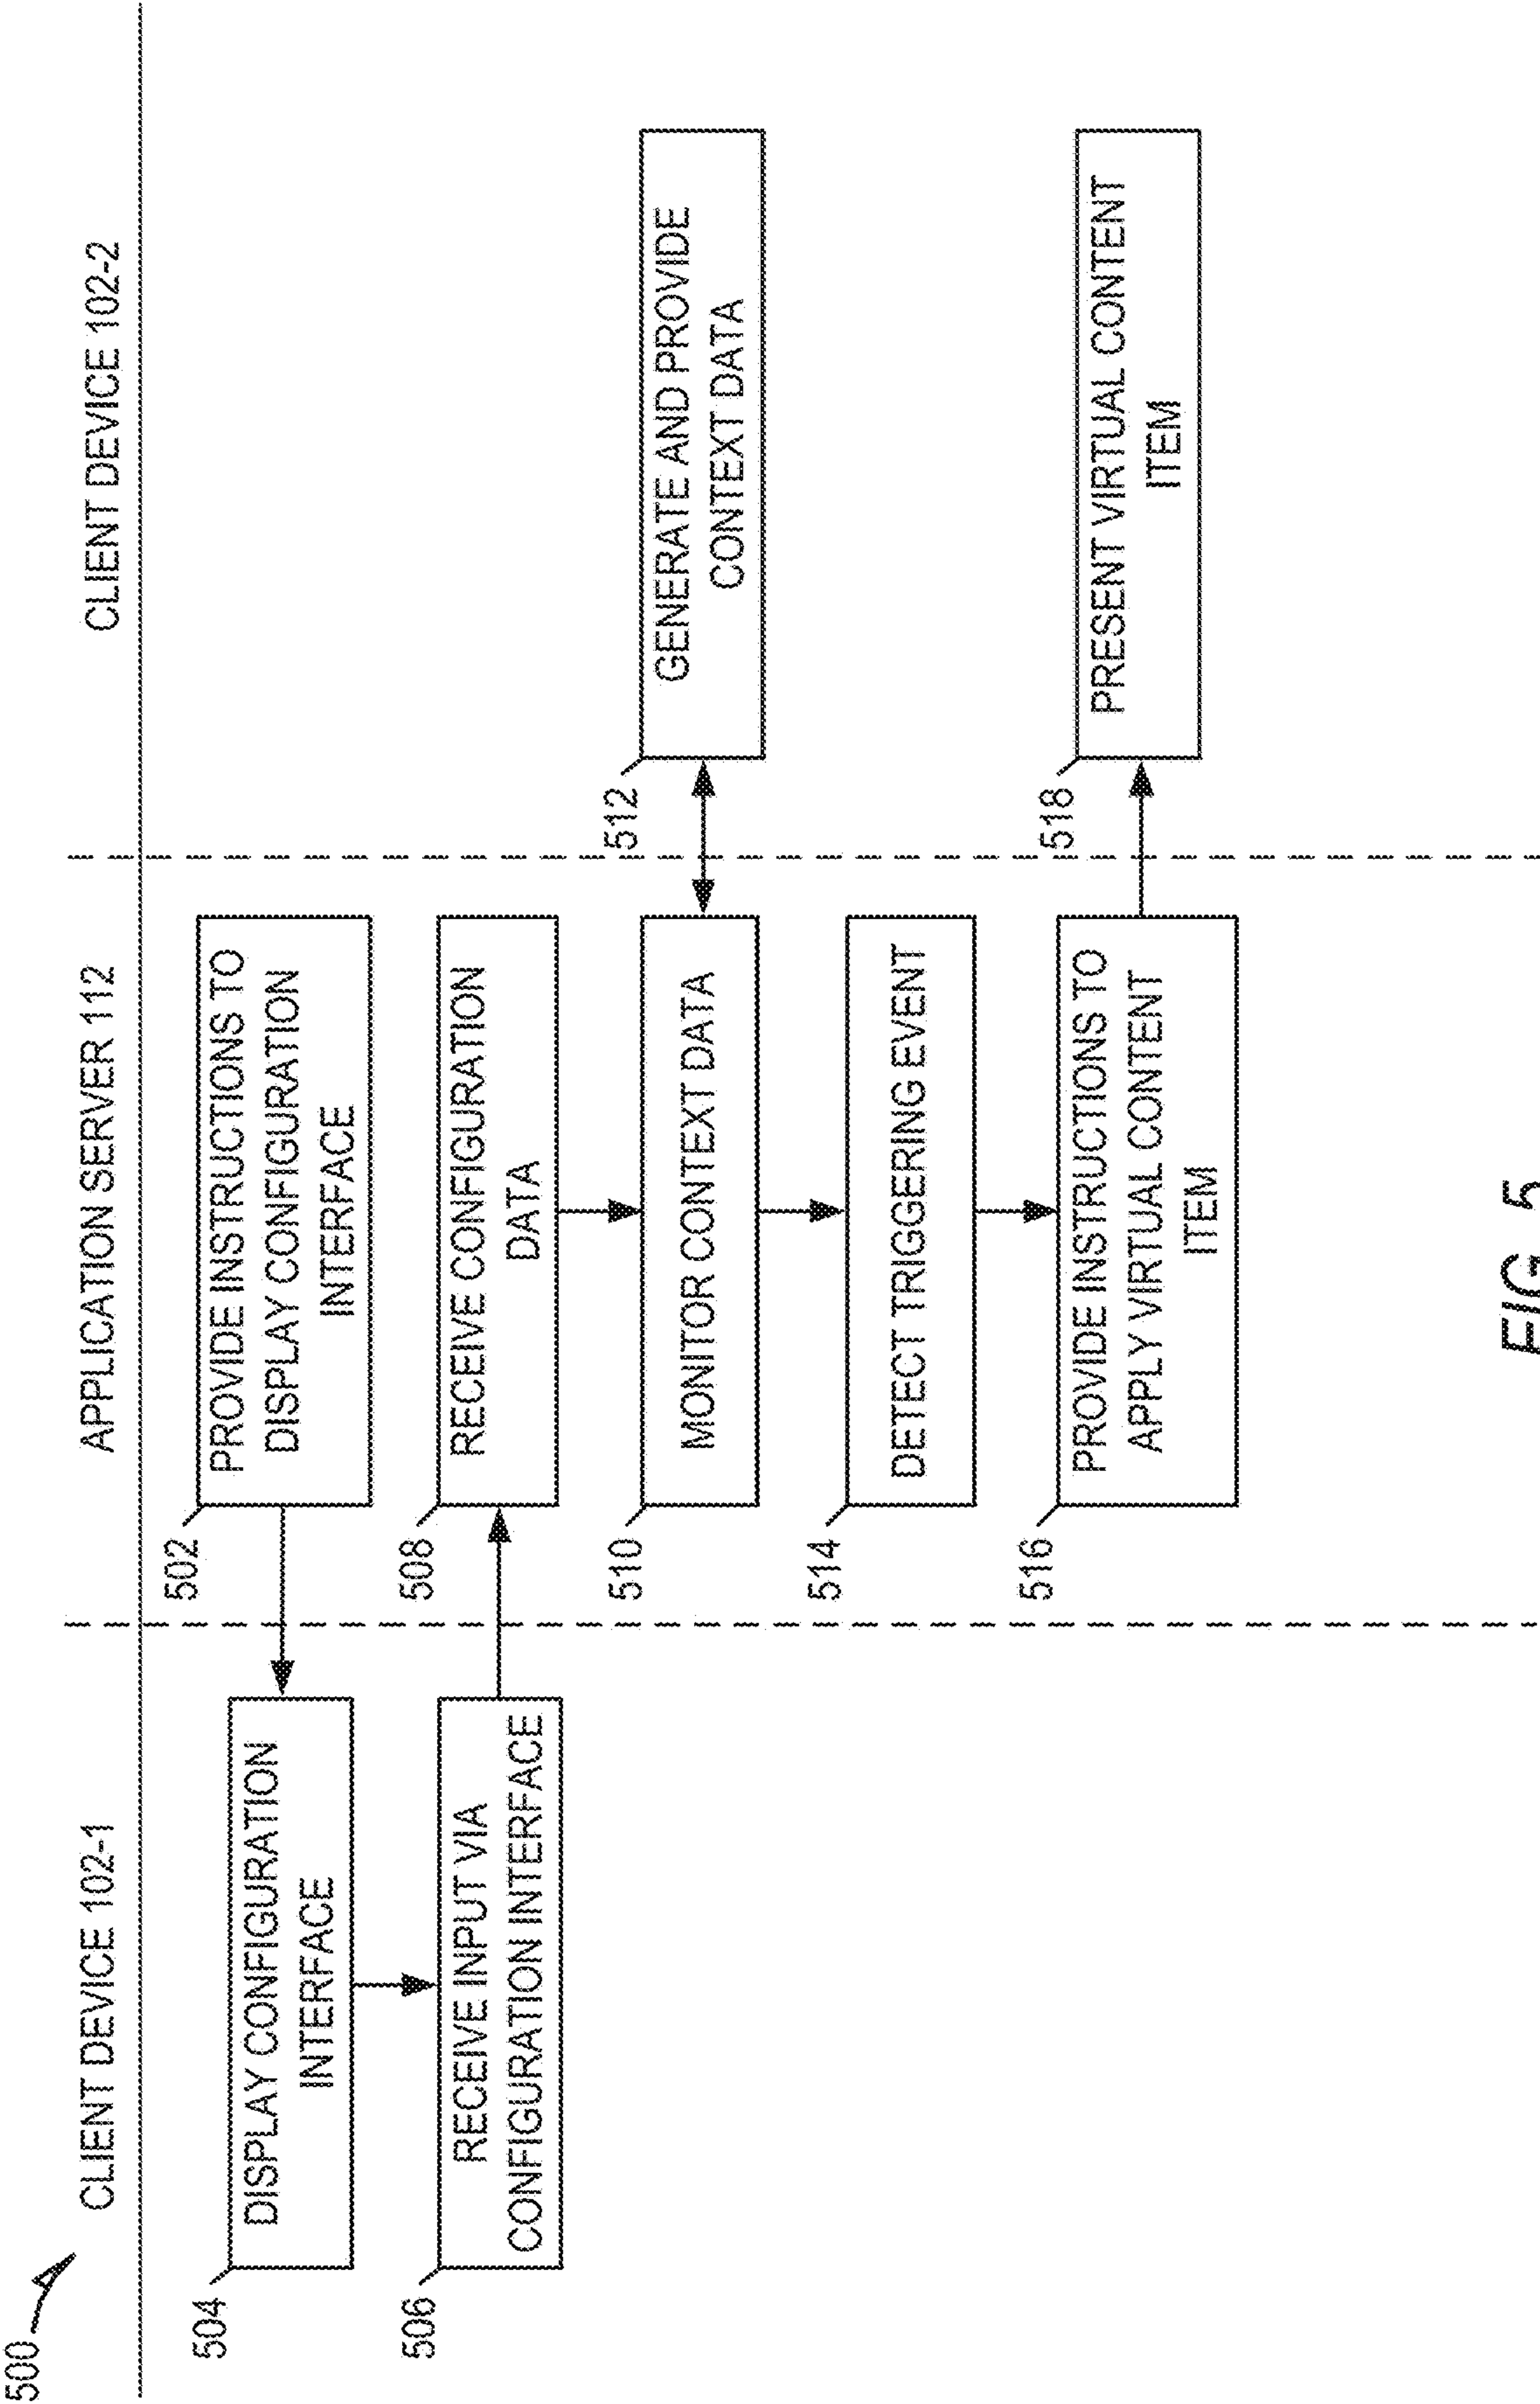 500
CLIENT DEVICE 102-1
APPLICATION SERVER 112
CLIENT DEVICE 102-2
502
PROVIDE INSTRUCTIONS TO
DISPLAY CONFIGURATION
INTERFACE
504
DISPLAY CONFIGURATION
INTERFACE
506
RECEIVE INPUT VIA
CONFIGURATION INTERFACE
508
RECEIVE CONFIGURATION
DATA
510
MONITOR CONTEXT DATA
512
GENERATE AND PROVIDE
CONTEXT DATA
514
DETECT TRIGGERING EVENT
516
PROVIDE INSTRUCTIONS TO
APPLY VIRTUAL CONTENT
ITEM
518
PRESENT VIRTUAL CONTENT
ITEM
FIG. 5